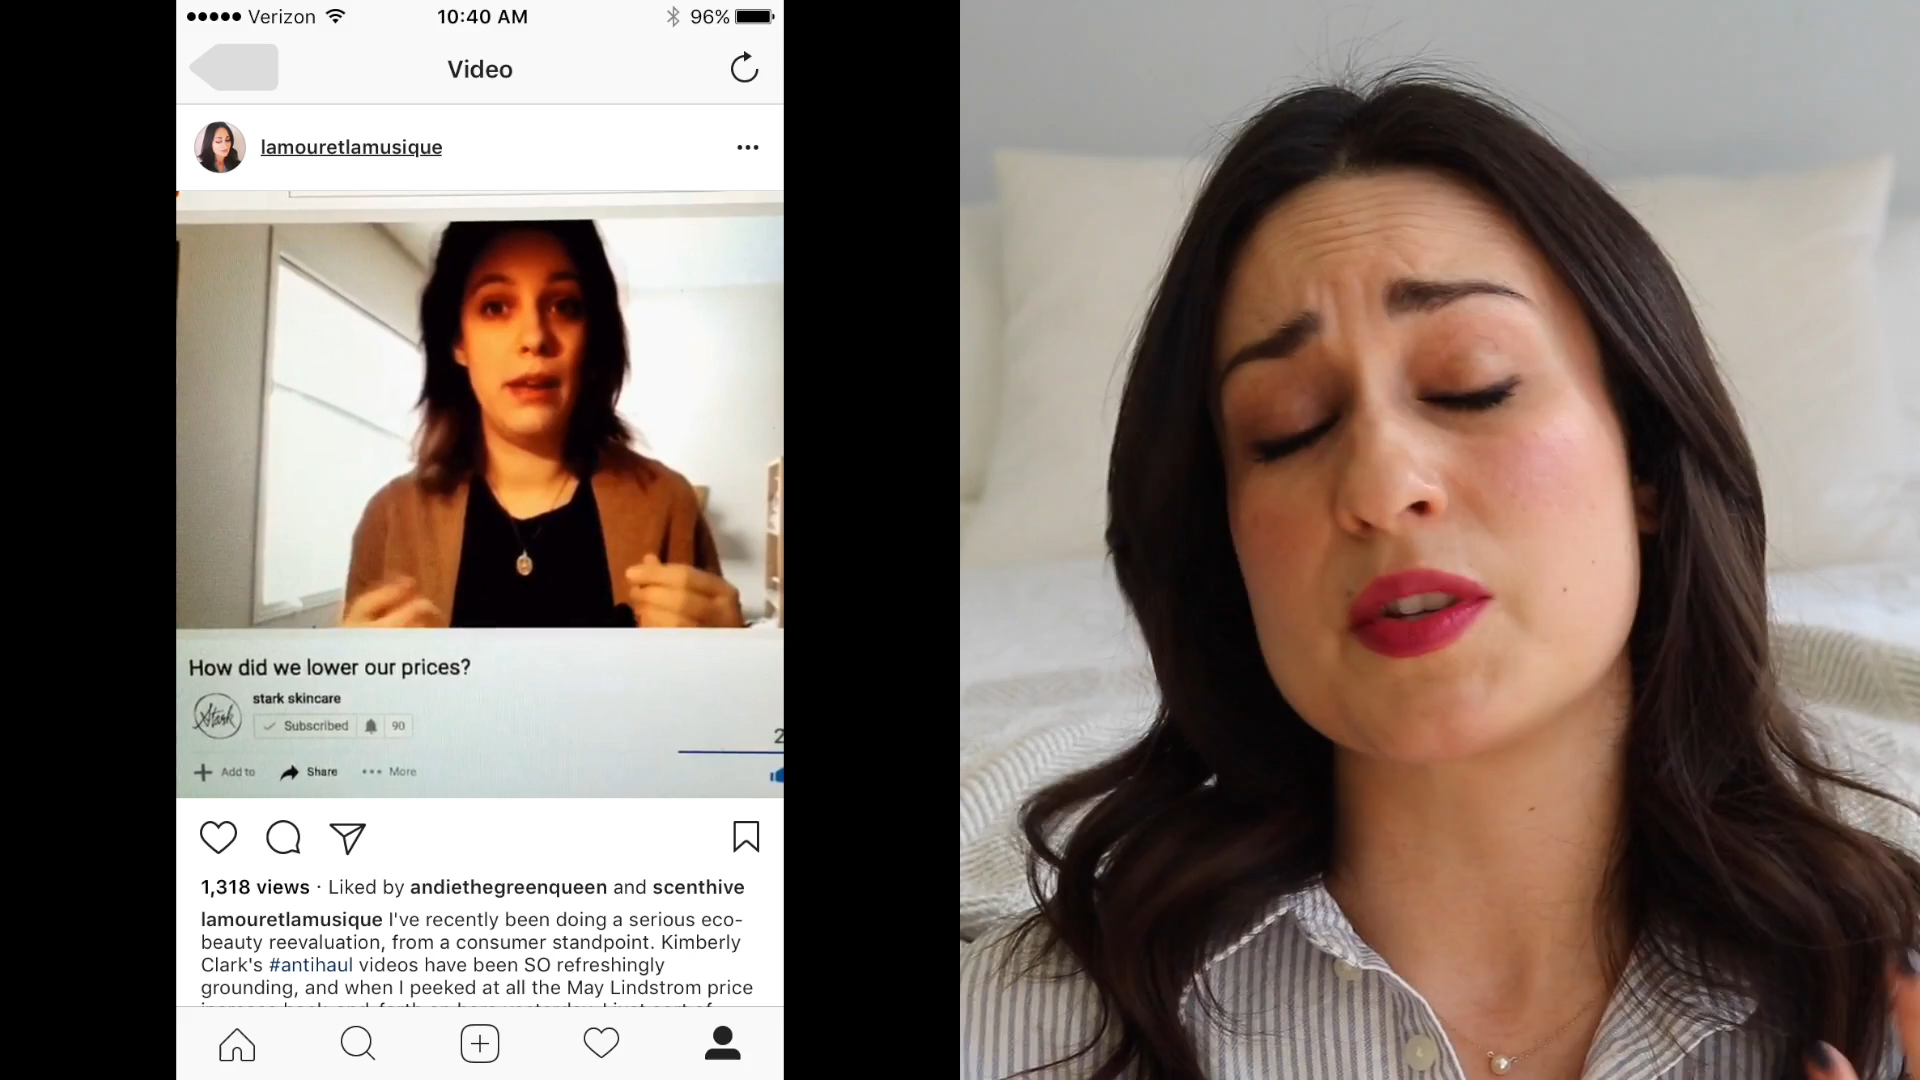 Verizon 10:40 AM 96%
Video
lamouretlamusique
How did we lower our prices?
stark skincare
Stark
Subscribed 90
Add to Share More
1,318 views · Liked by andiethegreenqueen and scenthive
lamouretlamusique I've recently been doing a serious eco-
beauty reevaluation, from a consumer standpoint. Kimberly
Clark's #antihaul videos have been SO refreshingly
grounding, and when I peeked at all the May Lindstrom price